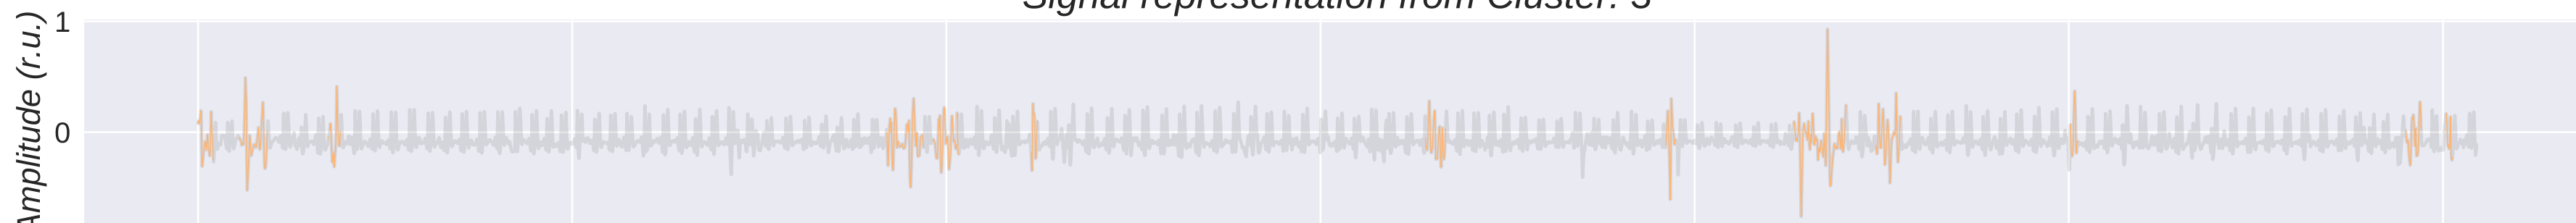 Signal representation from Cluster: 3
Amplitude (r.u.)
1
0